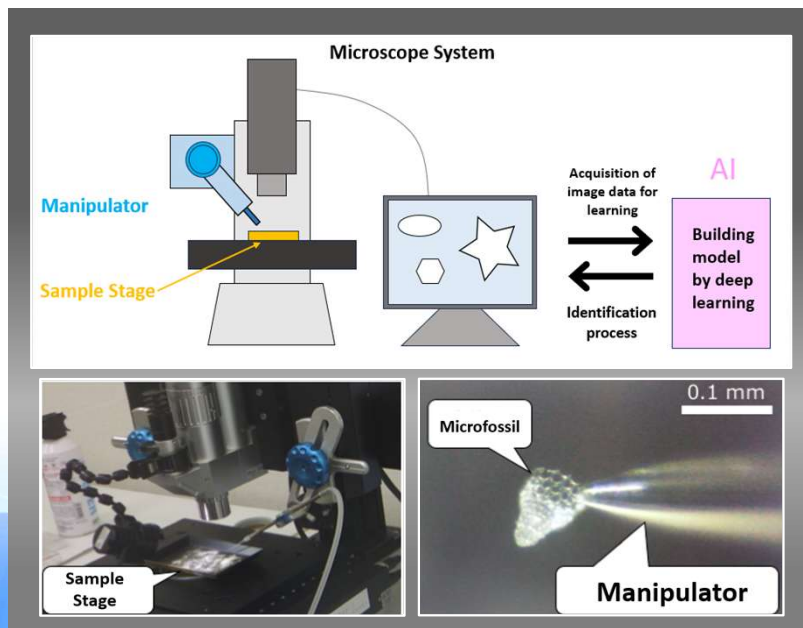 Microscope System
Manipulator
Sample Stage
Acquisition of
image data for
learning
Identification
process
AI
Building
model
by deep
learning
Sample
Stage
Microfossil
0.1 mm
Manipulator